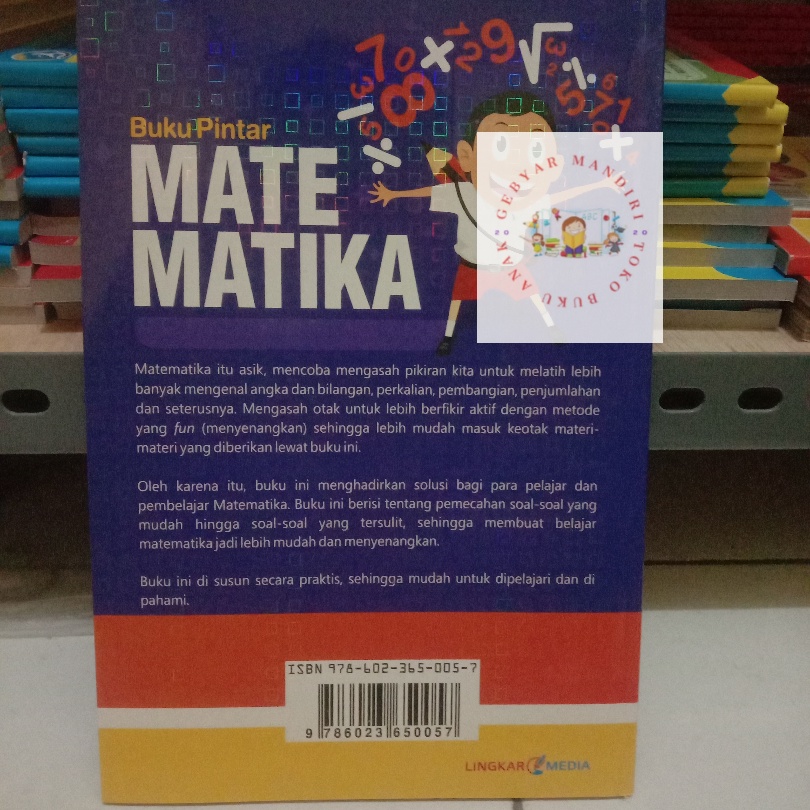 Buku Pintar
MATE
MATIKA
GEBYAR MANDIRI TOKO BUKU ANAK
20 20
ABC
Matematika itu asik, mencoba mengasah pikiran kita untuk melatih lebih
banyak mengenal angka dan bilangan, perkalian, pembangian, penjumlahan
dan seterusnya. Mengasah otak untuk lebih berfikir aktif dengan metode
yang fun (menyenangkan) sehingga lebih mudah masuk keotak materi-
materi yang diberikan lewat buku ini.
Oleh karena itu, buku ini menghadirkan solusi bagi para pelajar dan
pembelajar Matematika. Buku ini berisi tentang pemecahan soal-soal yang
mudah hingga soal-soal yang tersulit, sehingga membuat belajar
matematika jadi lebih mudah dan menyenangkan.
Buku ini di susun secara praktis, sehingga mudah untuk dipelajari dan di
pahami.
ISBN 978-602-365-005-7
9 786023 650057
LINGKAR MEDIA